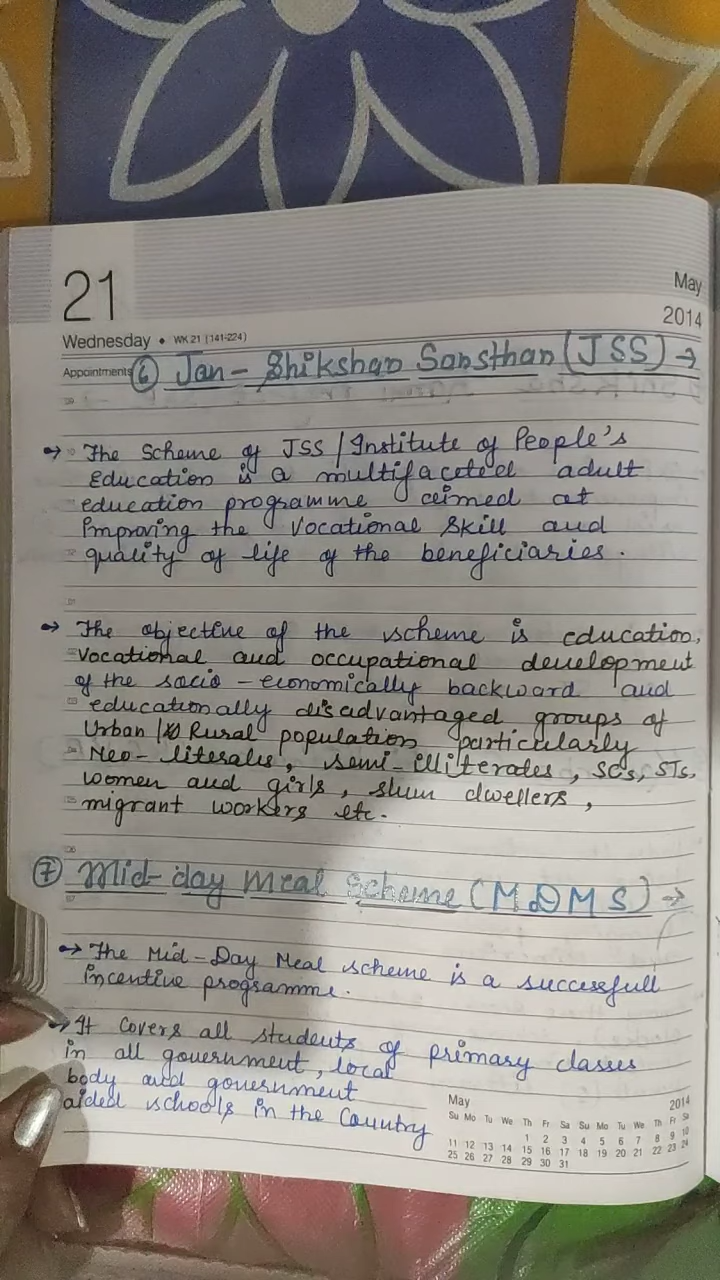 21
May
2014
Wednesday • WK 21 (141-224)
Appointments
⑥ Jan - Shikshan Sansthan (JSS) →
→ The Scheme of JSS / Institute of People's
Education is a multifaceted adult
education programme aimed at
Improving the Vocational Skill and
quality of life of the beneficiaries.
→ The objective of the scheme is education,
Vocational and occupational development
of the socio - economically backward and
educationally disadvantaged groups of
Urban / Rural population particularly
Neo - literates, semi - illiterates, SCs, STs,
women and girls, slum dwellers,
migrant workers etc.
⑦ Mid - day Meal Scheme (MDMS) →
→ The Mid - Day Meal scheme is a successfull
incentive programme.
→ It covers all students of primary classes
in all government, local
body and government
aided schools in the Country
May 2014
Su Mo Tu We Th Fr Sa Su Mo Tu We Th Fr Sa
1 2 3 4 5 6 7 8 9 10
11 12 13 14 15 16 17 18 19 20 21 22 23 24
25 26 27 28 29 30 31